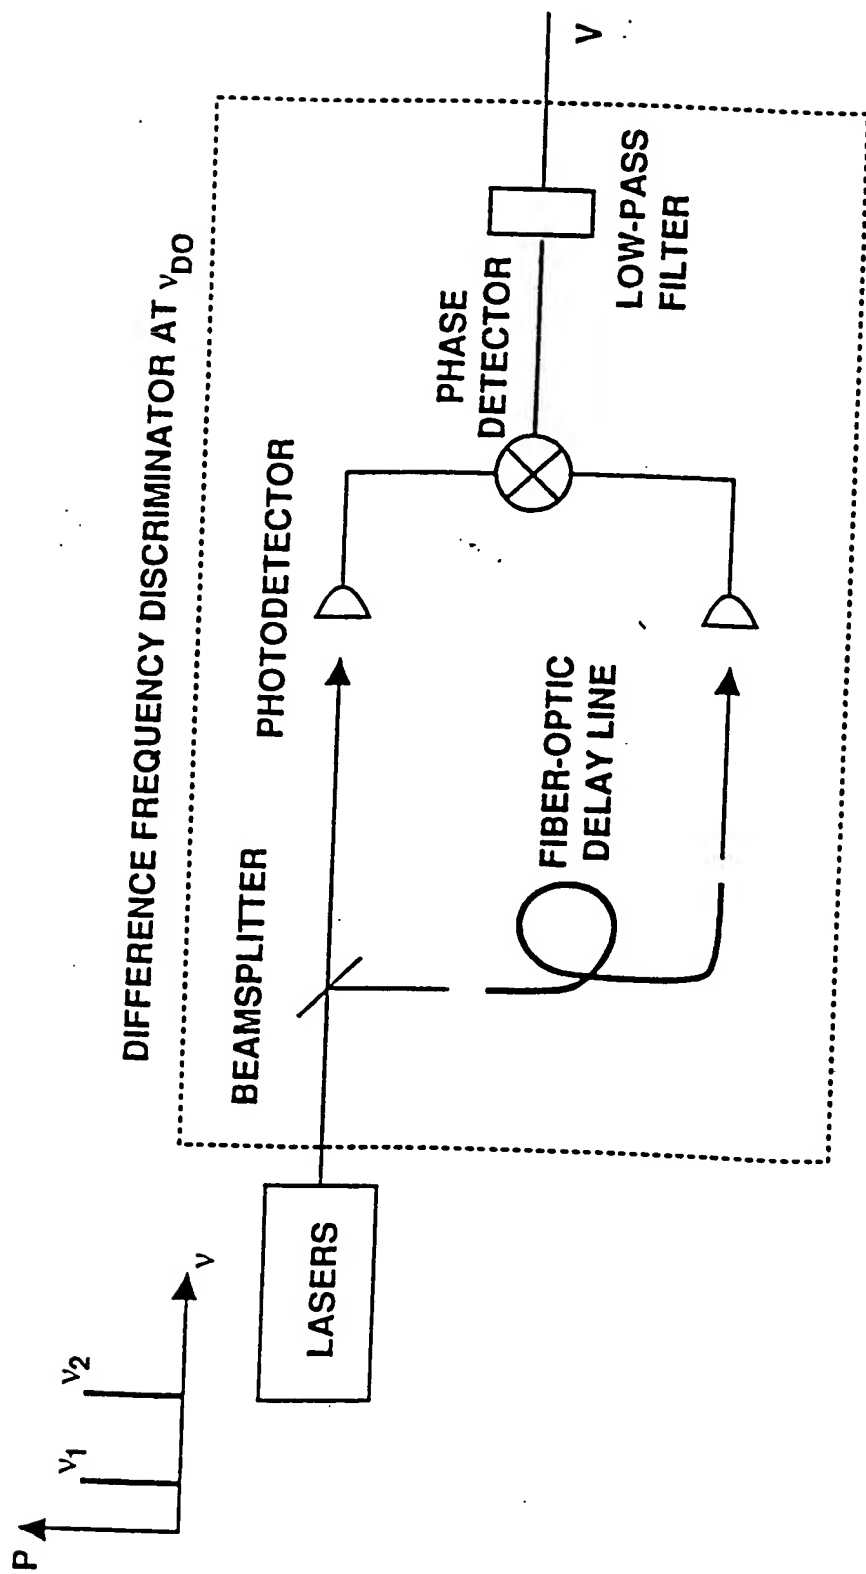 P
ν1
ν2
ν
LASERS
DIFFERENCE FREQUENCY DISCRIMINATOR AT νDO
BEAMSPLITTER
PHOTODETECTOR
FIBER-OPTIC
DELAY LINE
PHASE
DETECTOR
LOW-PASS
FILTER
V